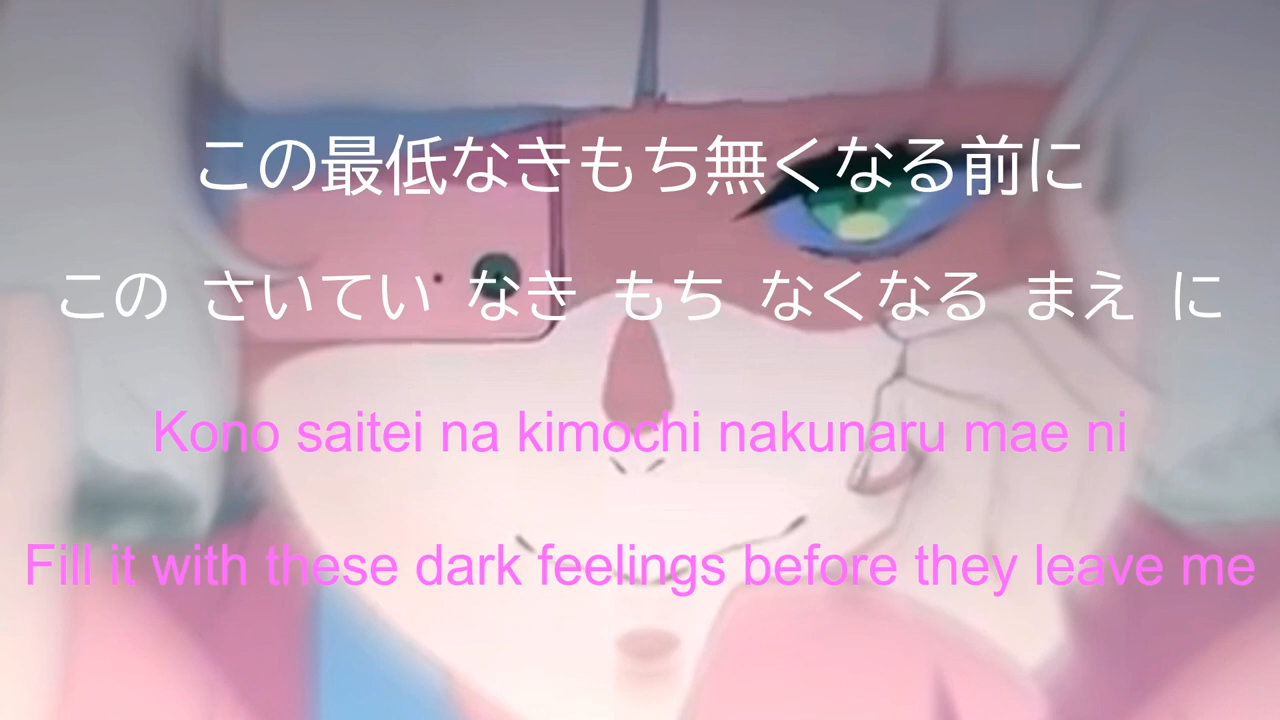 この最低なきもち無くなる前に
この さいてい なき もち なくなる まえ に
Kono saitei na kimochi nakunaru mae ni
Fill it with these dark feelings before they leave me